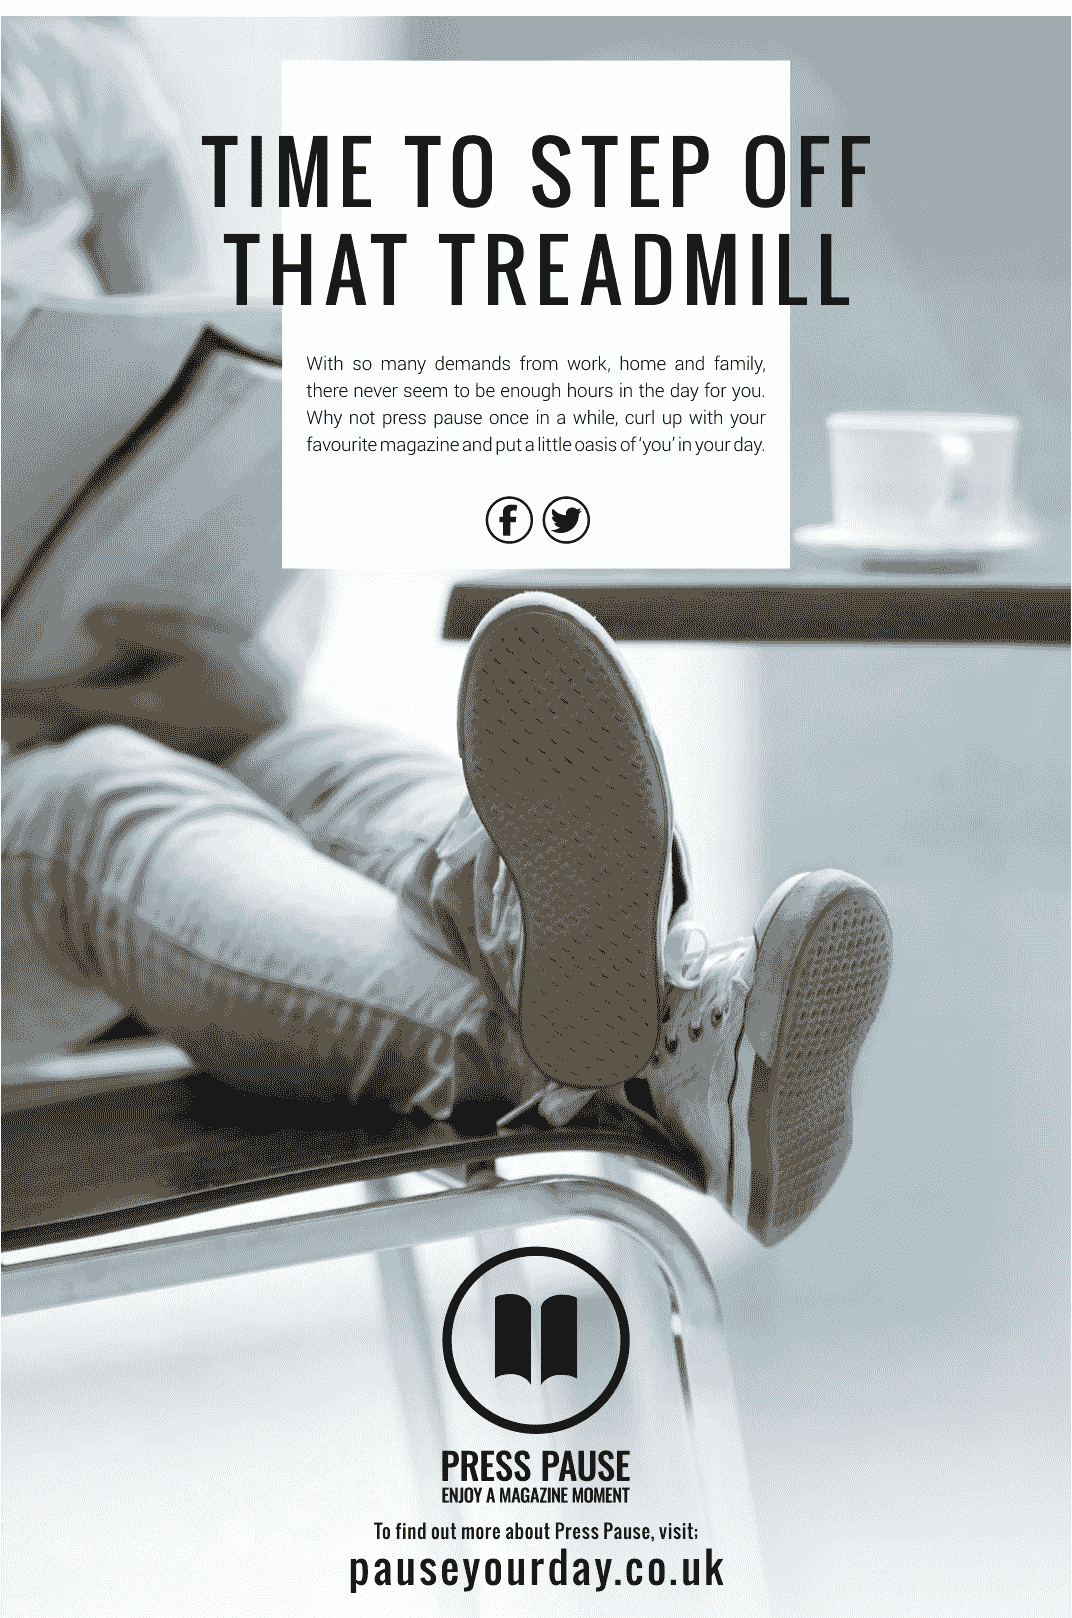 TIME TO STEP OFF
THAT TREADMILL
With so many demands from work, home and family,
there never seem to be enough hours in the day for you.
Why not press pause once in a while, curl up with your
favourite magazine and put a little oasis of ‘you’ in your day.
PRESS PAUSE
ENJOY A MAGAZINE MOMENT
To find out more about Press Pause, visit;
pauseyourday.co.uk